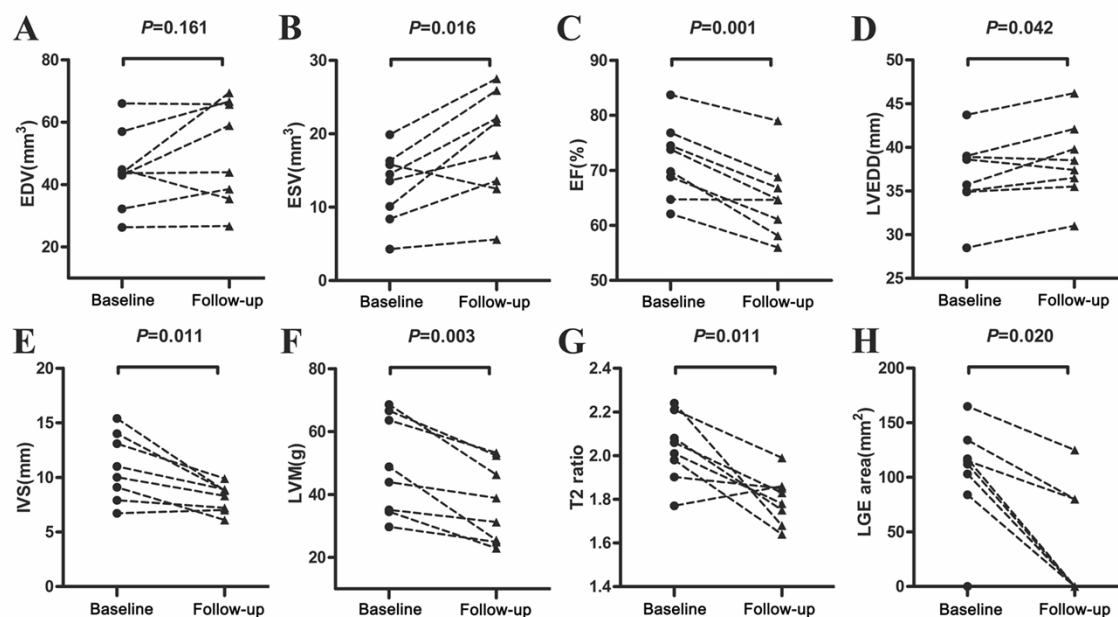 A P=0.161
EDV(mm³)
80
60
40
20
Baseline Follow-up
B P=0.016
ESV(mm³)
30
20
10
0
Baseline Follow-up
C P=0.001
EF(%)
90
80
70
60
50
Baseline Follow-up
D P=0.042
LVEDD(mm)
50
45
40
35
30
25
Baseline Follow-up
E P=0.011
IVS(mm)
20
15
10
5
0
Baseline Follow-up
F P=0.003
LVM(g)
80
60
40
20
Baseline Follow-up
G P=0.011
T2 ratio
2.4
2.2
2.0
1.8
1.6
1.4
Baseline Follow-up
H P=0.020
LGE area(mm²)
200
150
100
50
0
Baseline Follow-up